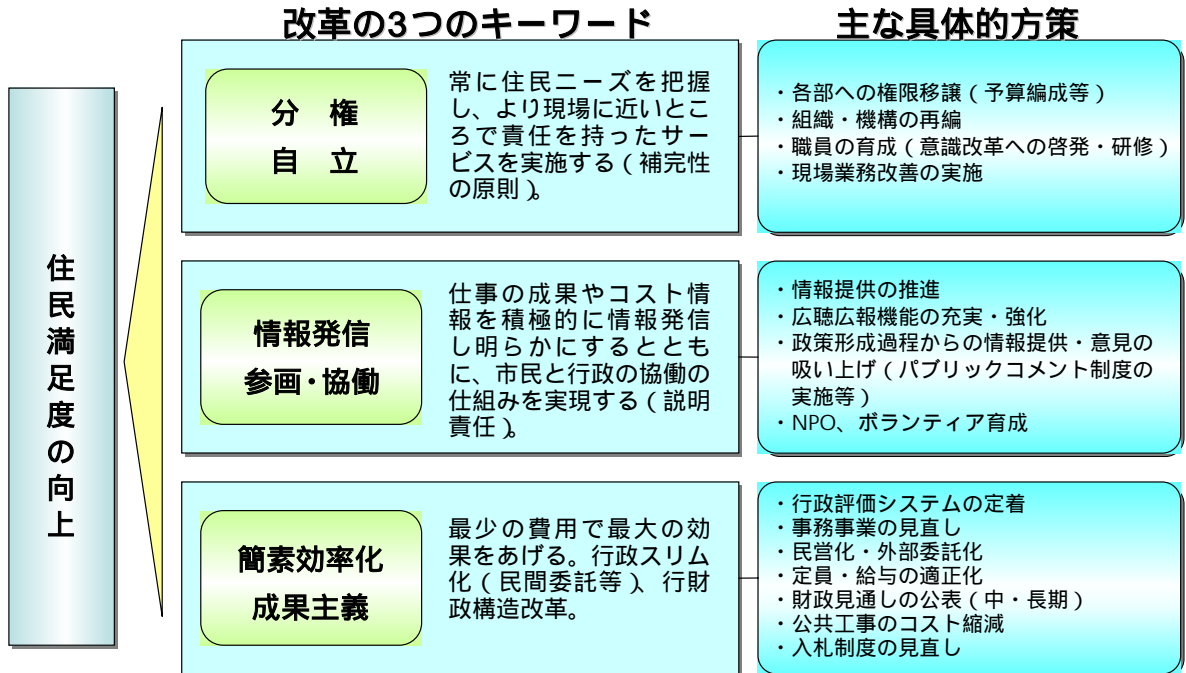 改革の3つのキーワード
主な具体的方策
住民満足度の向上
分　権
自　立
常に住民ニーズを把握
し、より現場に近いとこ
ろで責任を持ったサー
ビスを実施する（補完性
の原則）。
・各部への権限移譲（予算編成等）
・組織・機構の再編
・職員の育成（意識改革への啓発・研修）
・現場業務改善の実施
情報発信
参画・協働
仕事の成果やコスト情
報を積極的に情報発信
し明らかにするととも
に、市民と行政の協働の
仕組みを実現する（説明
責任）。
・情報提供の推進
・広聴広報機能の充実・強化
・政策形成過程からの情報提供・意見の
吸い上げ（パブリックコメント制度の
実施等）
・NPO、ボランティア育成
簡素効率化
成果主義
最少の費用で最大の効
果をあげる。行政スリム
化（民間委託等）、行財
政構造改革。
・行政評価システムの定着
・事務事業の見直し
・民営化・外部委託化
・定員・給与の適正化
・財政見通しの公表（中・長期）
・公共工事のコスト縮減
・入札制度の見直し